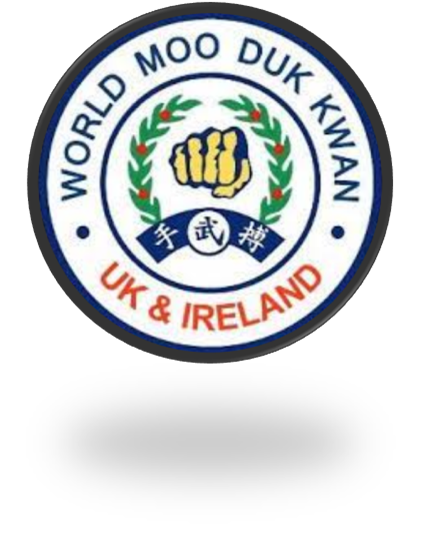 WORLD MOO DUK KWAN
手 武 搏
UK & IRELAND